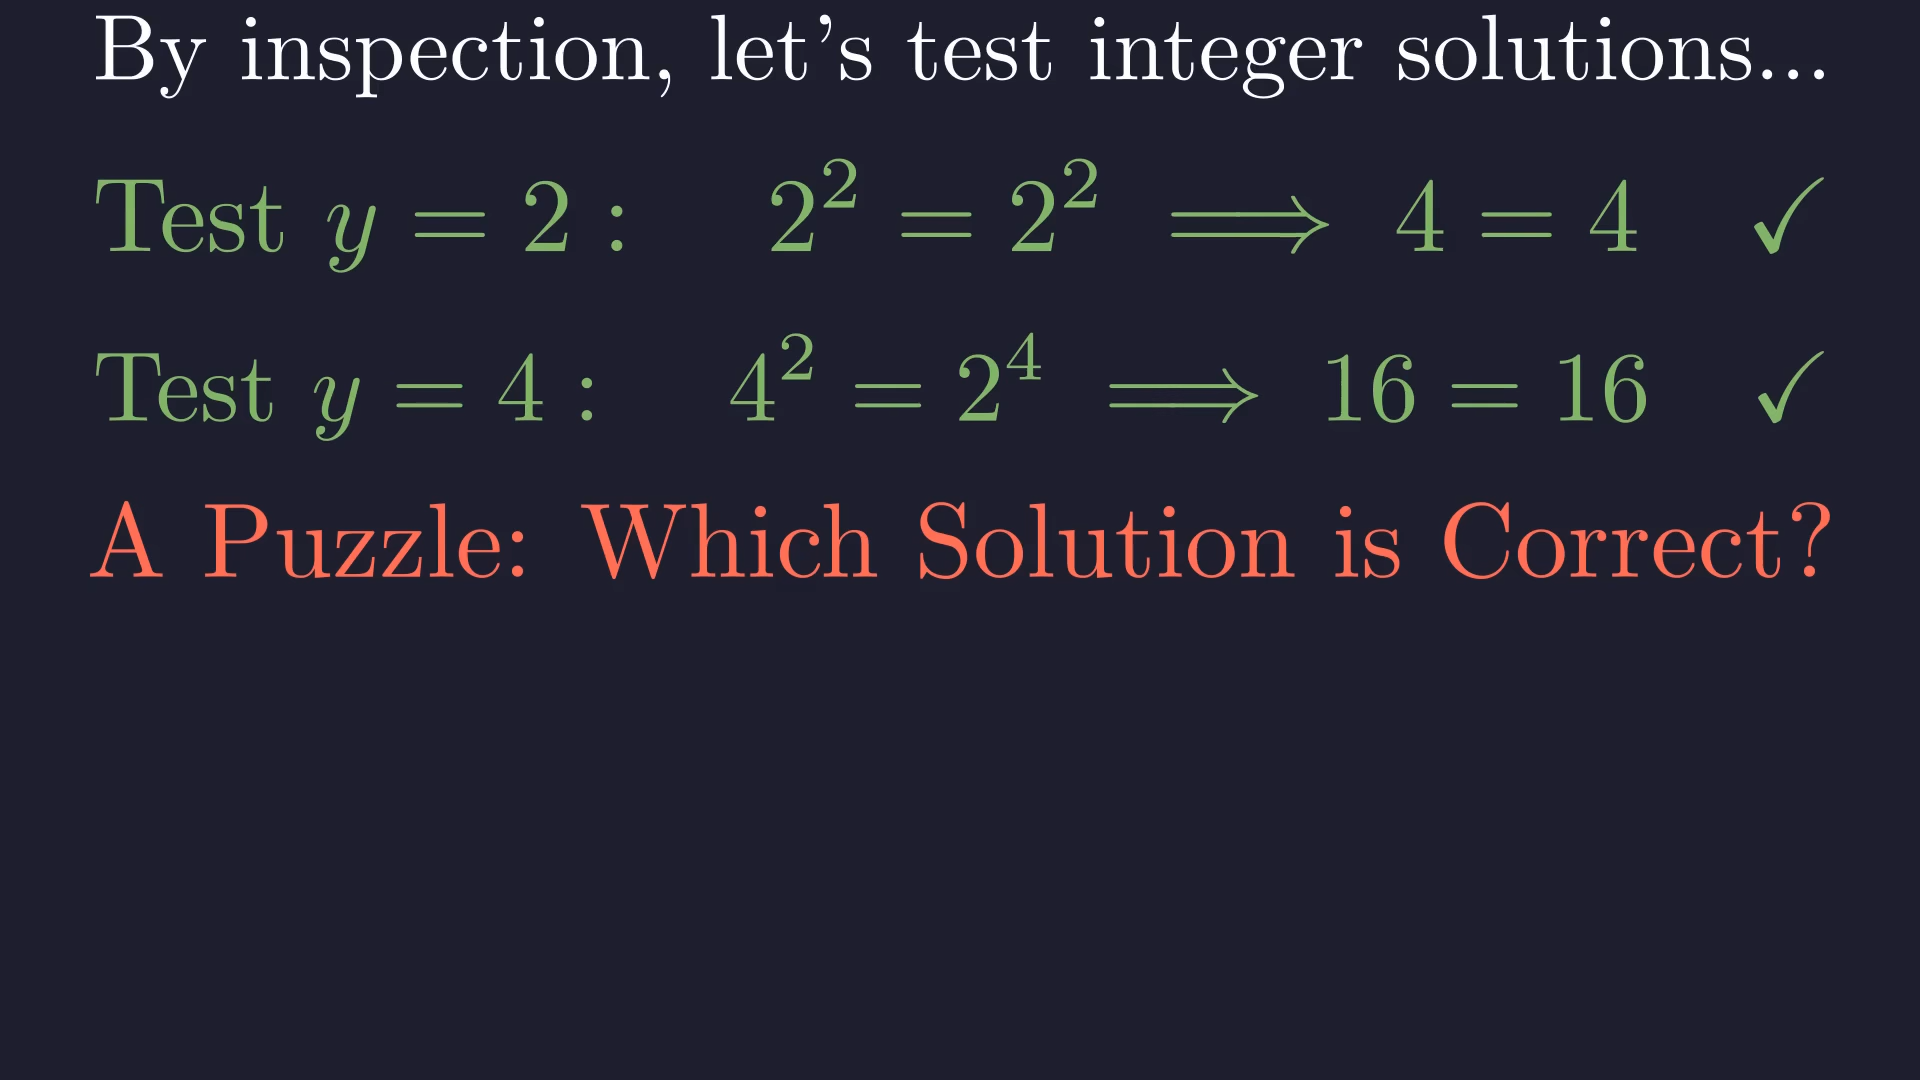 By inspection, let's test integer solutions...
Test y = 2 : 2² = 2² ⟹ 4 = 4 ✓
Test y = 4 : 4² = 2⁴ ⟹ 16 = 16 ✓
A Puzzle: Which Solution is Correct?